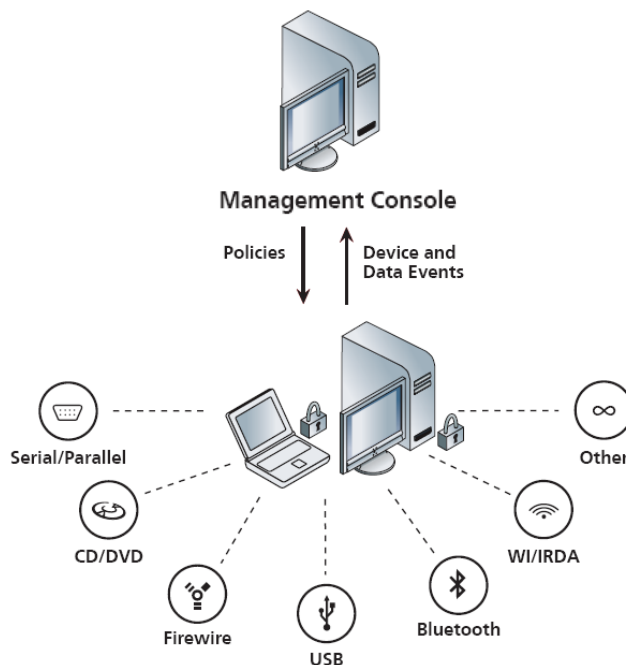 Management Console
Policies
Device and
Data Events
Serial/Parallel
Other
CD/DVD
WI/IRDA
Firewire
Bluetooth
USB